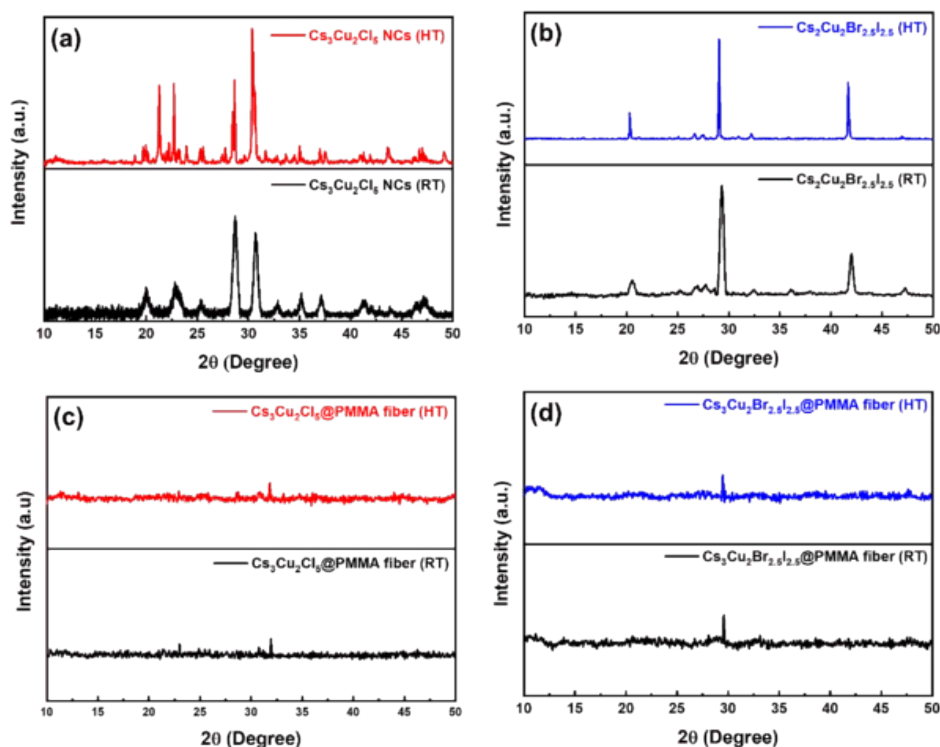 (a)
Cs₃Cu₂Cl₅ NCs (HT)
Cs₃Cu₂Cl₅ NCs (RT)
Intensity (a.u.)
10 15 20 25 30 35 40 45 50
2θ (Degree)
(b)
Cs₂Cu₂Br₂.₅I₂.₅ (HT)
Cs₂Cu₂Br₂.₅I₂.₅ (RT)
Intensity (a.u.)
10 15 20 25 30 35 40 45 50
2θ (Degree)
(c)
Cs₃Cu₂Cl₅@PMMA fiber (HT)
Cs₃Cu₂Cl₅@PMMA fiber (RT)
Intensity (a.u)
10 15 20 25 30 35 40 45 50
2θ (Degree)
(d)
Cs₃Cu₂Br₂.₅I₂.₅@PMMA fiber (HT)
Cs₃Cu₂Br₂.₅I₂.₅@PMMA fiber (RT)
Intensity (a.u.)
10 15 20 25 30 35 40 45 50
2θ (Degree)